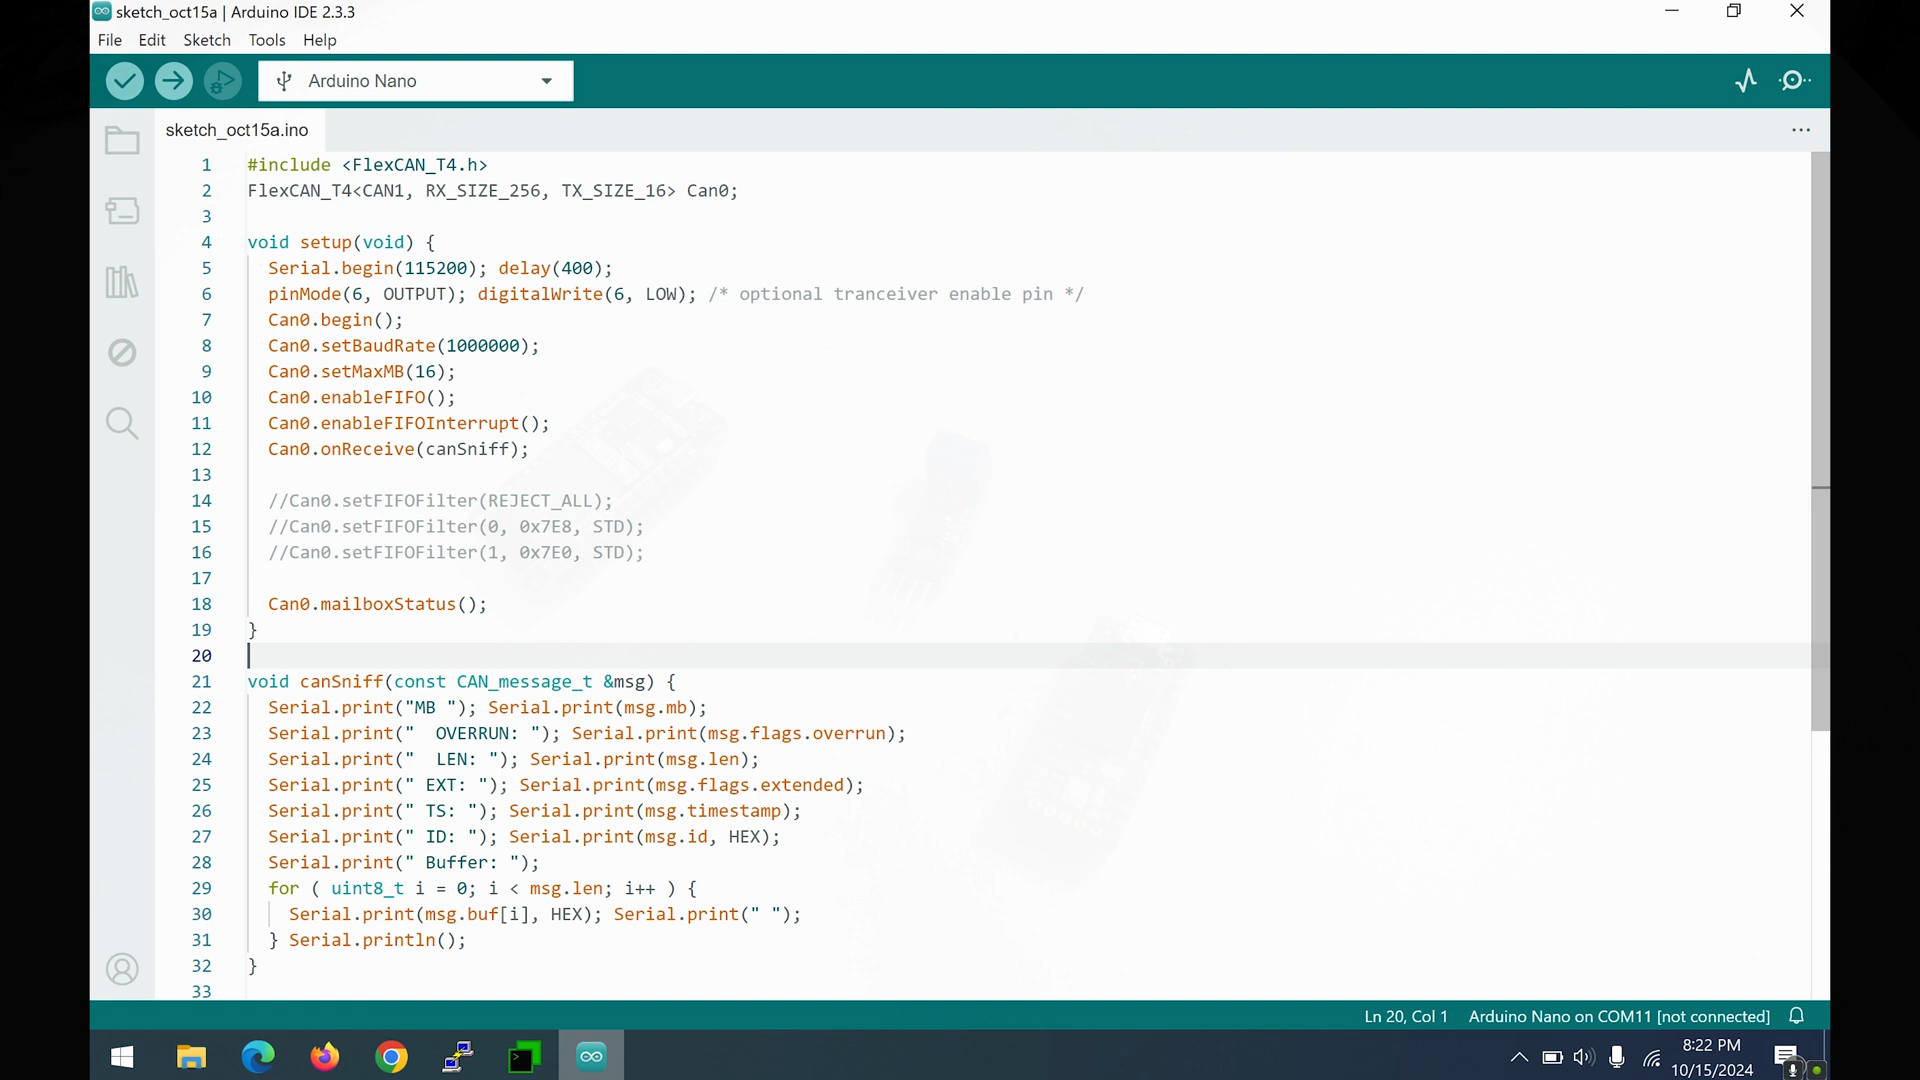 sketch_oct15a | Arduino IDE 2.3.3
File Edit Sketch Tools Help
Arduino Nano
sketch_oct15a.ino
1 #include <FlexCAN_T4.h>
2 FlexCAN_T4<CAN1, RX_SIZE_256, TX_SIZE_16> Can0;
3
4 void setup(void) {
5 Serial.begin(115200); delay(400);
6 pinMode(6, OUTPUT); digitalWrite(6, LOW); /* optional tranceiver enable pin */
7 Can0.begin();
8 Can0.setBaudRate(1000000);
9 Can0.setMaxMB(16);
10 Can0.enableFIFO();
11 Can0.enableFIFOInterrupt();
12 Can0.onReceive(canSniff);
13
14 //Can0.setFIFOFilter(REJECT_ALL);
15 //Can0.setFIFOFilter(0, 0x7E8, STD);
16 //Can0.setFIFOFilter(1, 0x7E0, STD);
17
18 Can0.mailboxStatus();
19 }
20
21 void canSniff(const CAN_message_t &msg) {
22 Serial.print("MB "); Serial.print(msg.mb);
23 Serial.print("  OVERRUN: "); Serial.print(msg.flags.overrun);
24 Serial.print("  LEN: "); Serial.print(msg.len);
25 Serial.print(" EXT: "); Serial.print(msg.flags.extended);
26 Serial.print(" TS: "); Serial.print(msg.timestamp);
27 Serial.print(" ID: "); Serial.print(msg.id, HEX);
28 Serial.print(" Buffer: ");
29 for ( uint8_t i = 0; i < msg.len; i++ ) {
30 Serial.print(msg.buf[i], HEX); Serial.print(" ");
31 } Serial.println();
32 }
33
Ln 20, Col 1 Arduino Nano on COM11 [not connected]
8:22 PM
10/15/2024